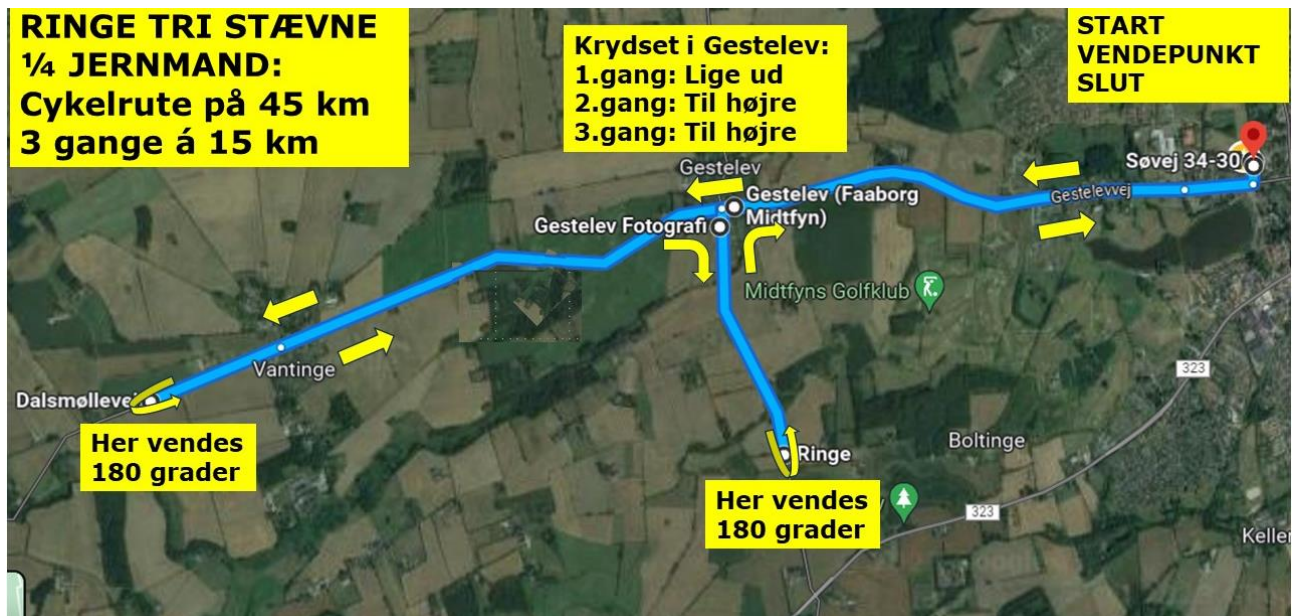 RINGE TRI STÆVNE
¼ JERNMAND:
Cykelrute på 45 km
3 gange á 15 km
Krydset i Gestelev:
1.gang: Lige ud
2.gang: Til højre
3.gang: Til højre
START
VENDEPUNKT
SLUT
Søvej 34-30
Gestelev
Gestelevvej
Gestelev (Faaborg
Midtfyn)
Gestelev Fotografi
Midtfyns Golfklub
323
Vantinge
Dalsmølleve
Her vendes
180 grader
Ringe
Boltinge
Her vendes
180 grader
323
Keller